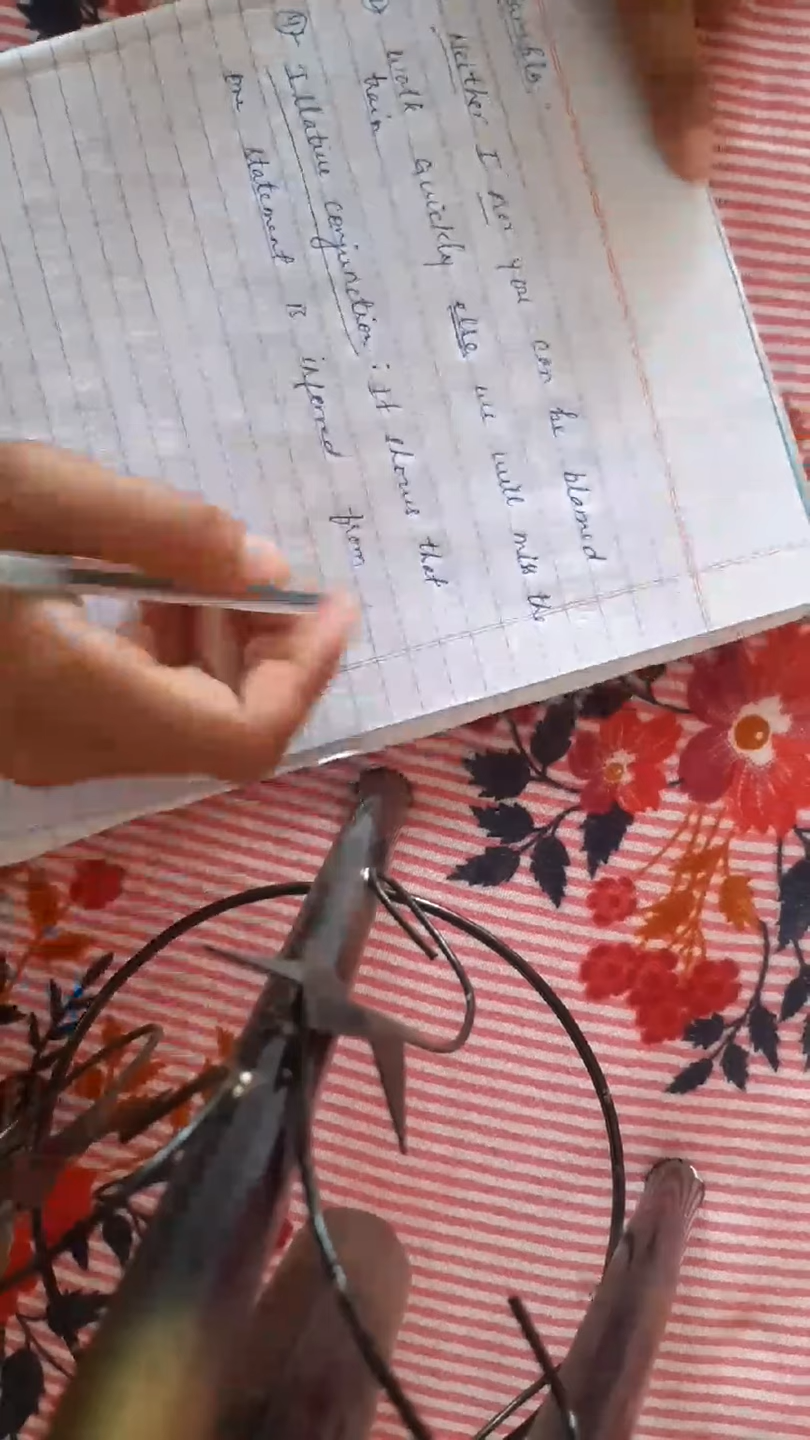 Neither I nor you can be blamed
walk quickly else we will miss the
train
4) Illative conjunction : It shows that
one statement is inferred from